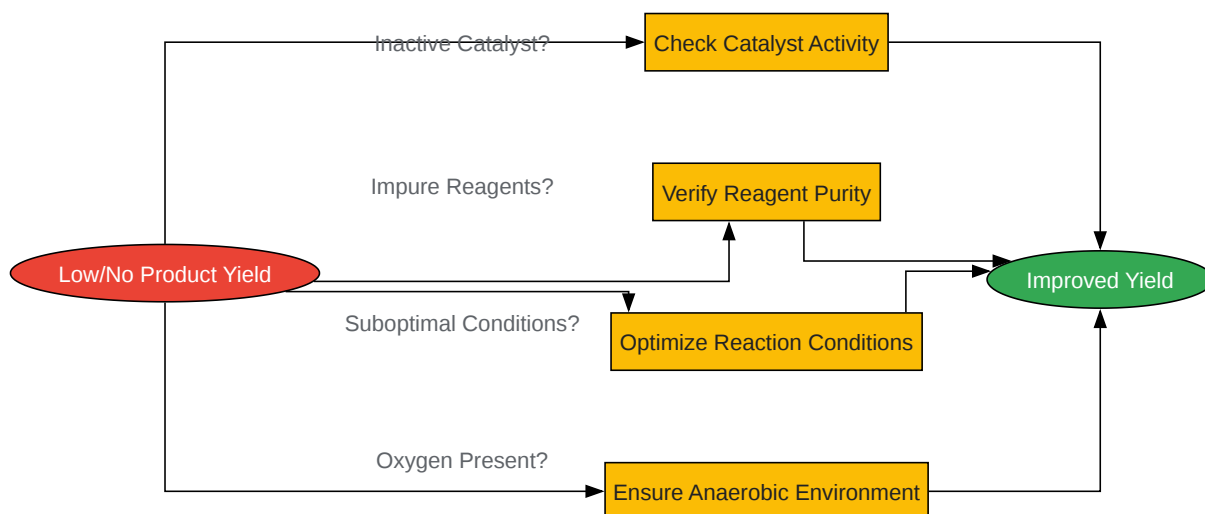 Inactive Catalyst?
Check Catalyst Activity
Impure Reagents?
Verify Reagent Purity
Low/No Product Yield
Improved Yield
Suboptimal Conditions?
Optimize Reaction Conditions
Oxygen Present?
Ensure Anaerobic Environment